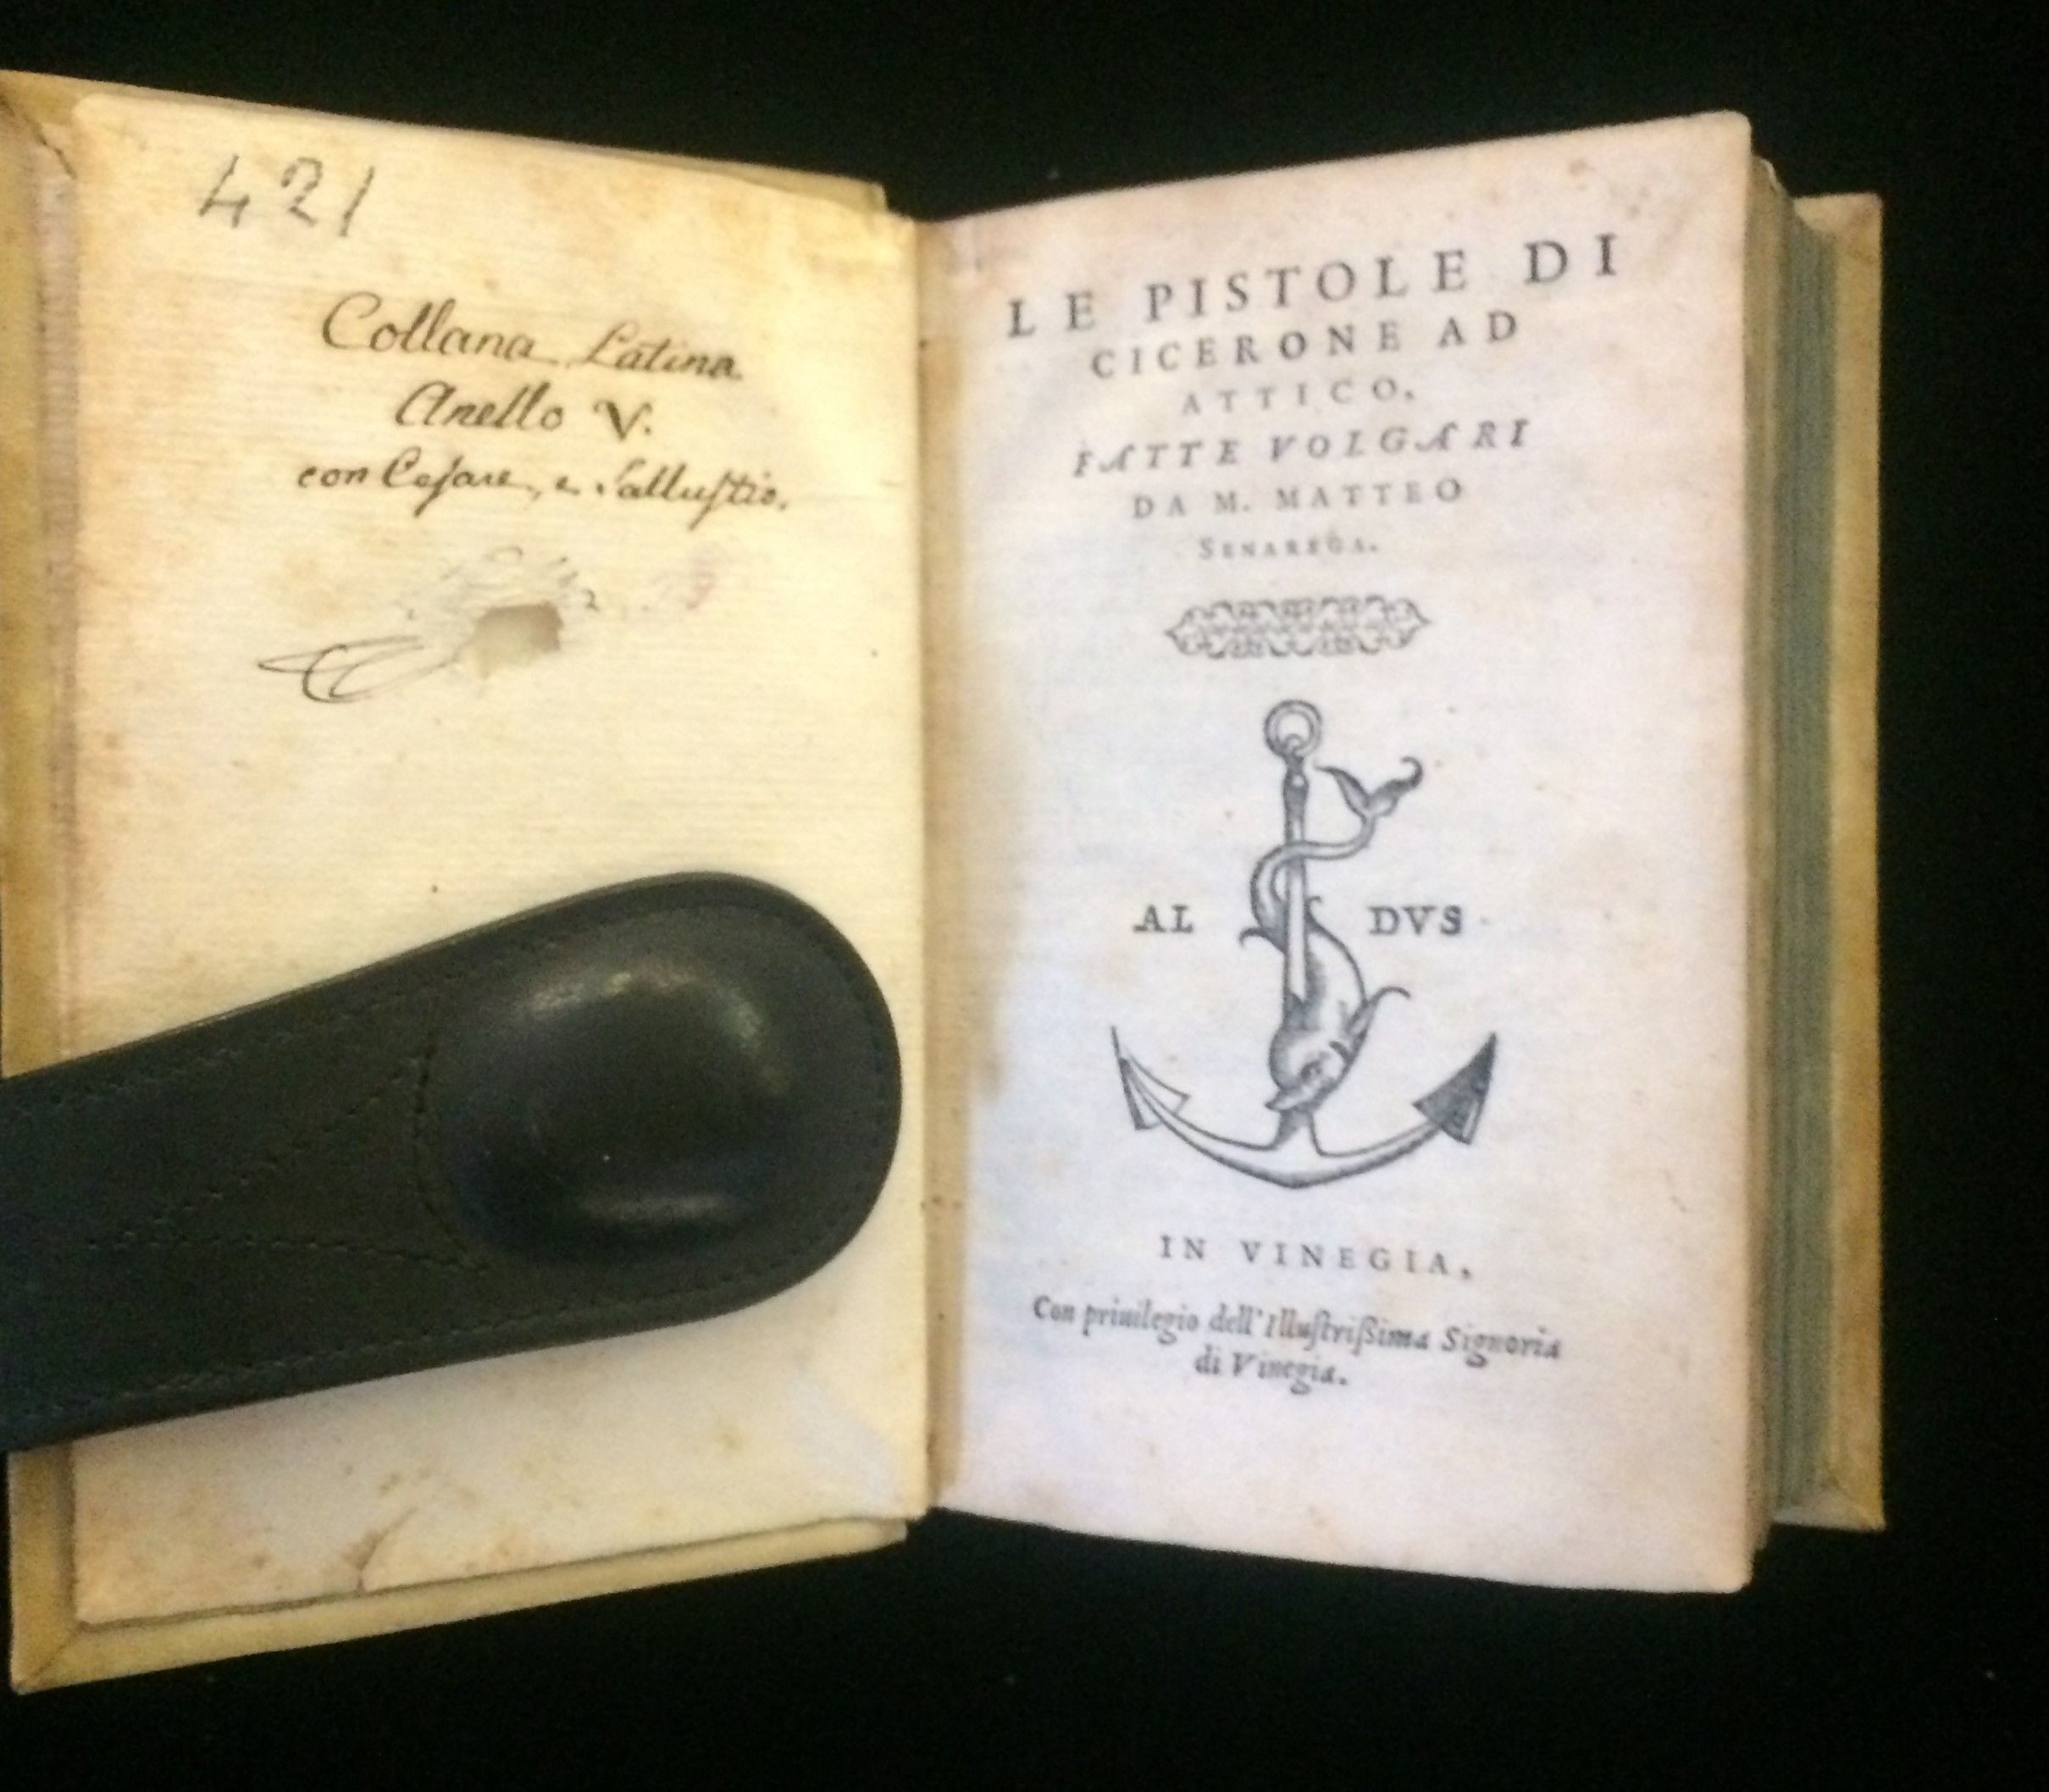 421
Collana Latina
Anello V.
con Cesare, e Sallustio.
LE PISTOLE DI
CICERONE AD
ATTICO,
FATTE VOLGARI
DA M. MATTEO
SENAREGA.
AL DVS
IN VINEGIA,
Con priuilegio dell'Illuſtriſsima Signoria
di Vinegia.